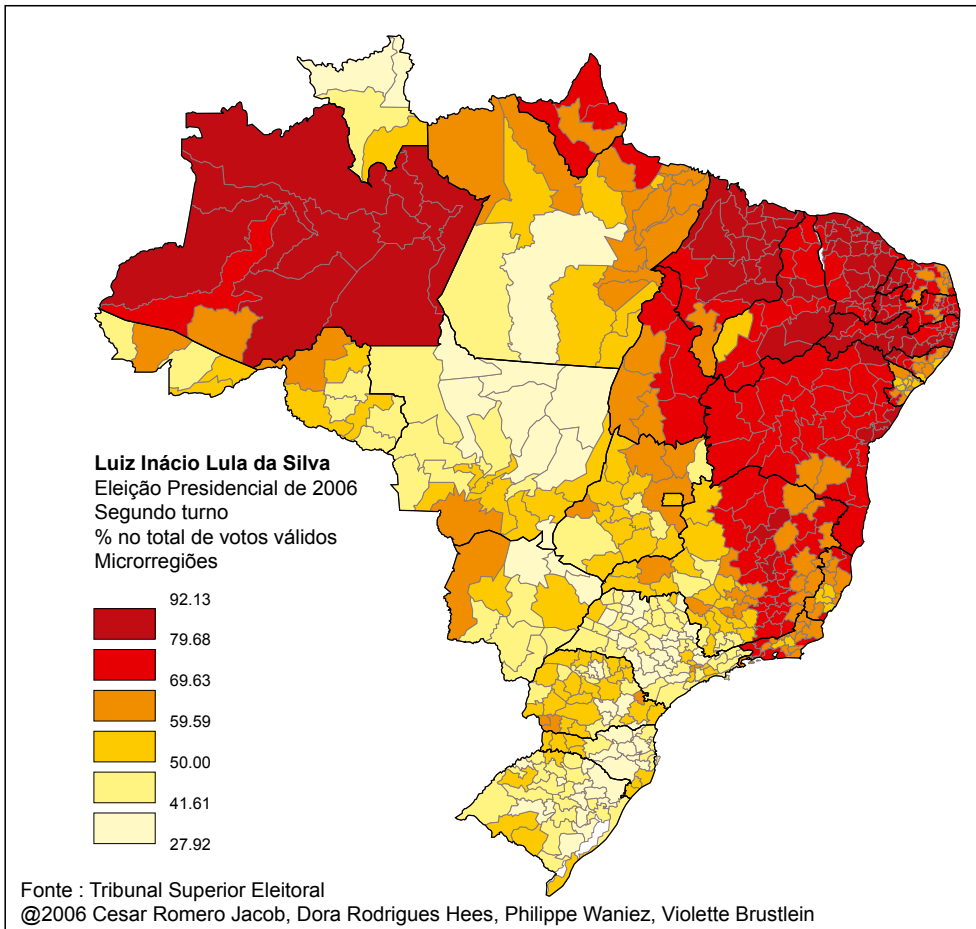 Luiz Inácio Lula da Silva
Eleição Presidencial de 2006
Segundo turno
% no total de votos válidos
Microrregiões
92.13
79.68
69.63
59.59
50.00
41.61
27.92
Fonte : Tribunal Superior Eleitoral
@2006 Cesar Romero Jacob, Dora Rodrigues Hees, Philippe Waniez, Violette Brustlein